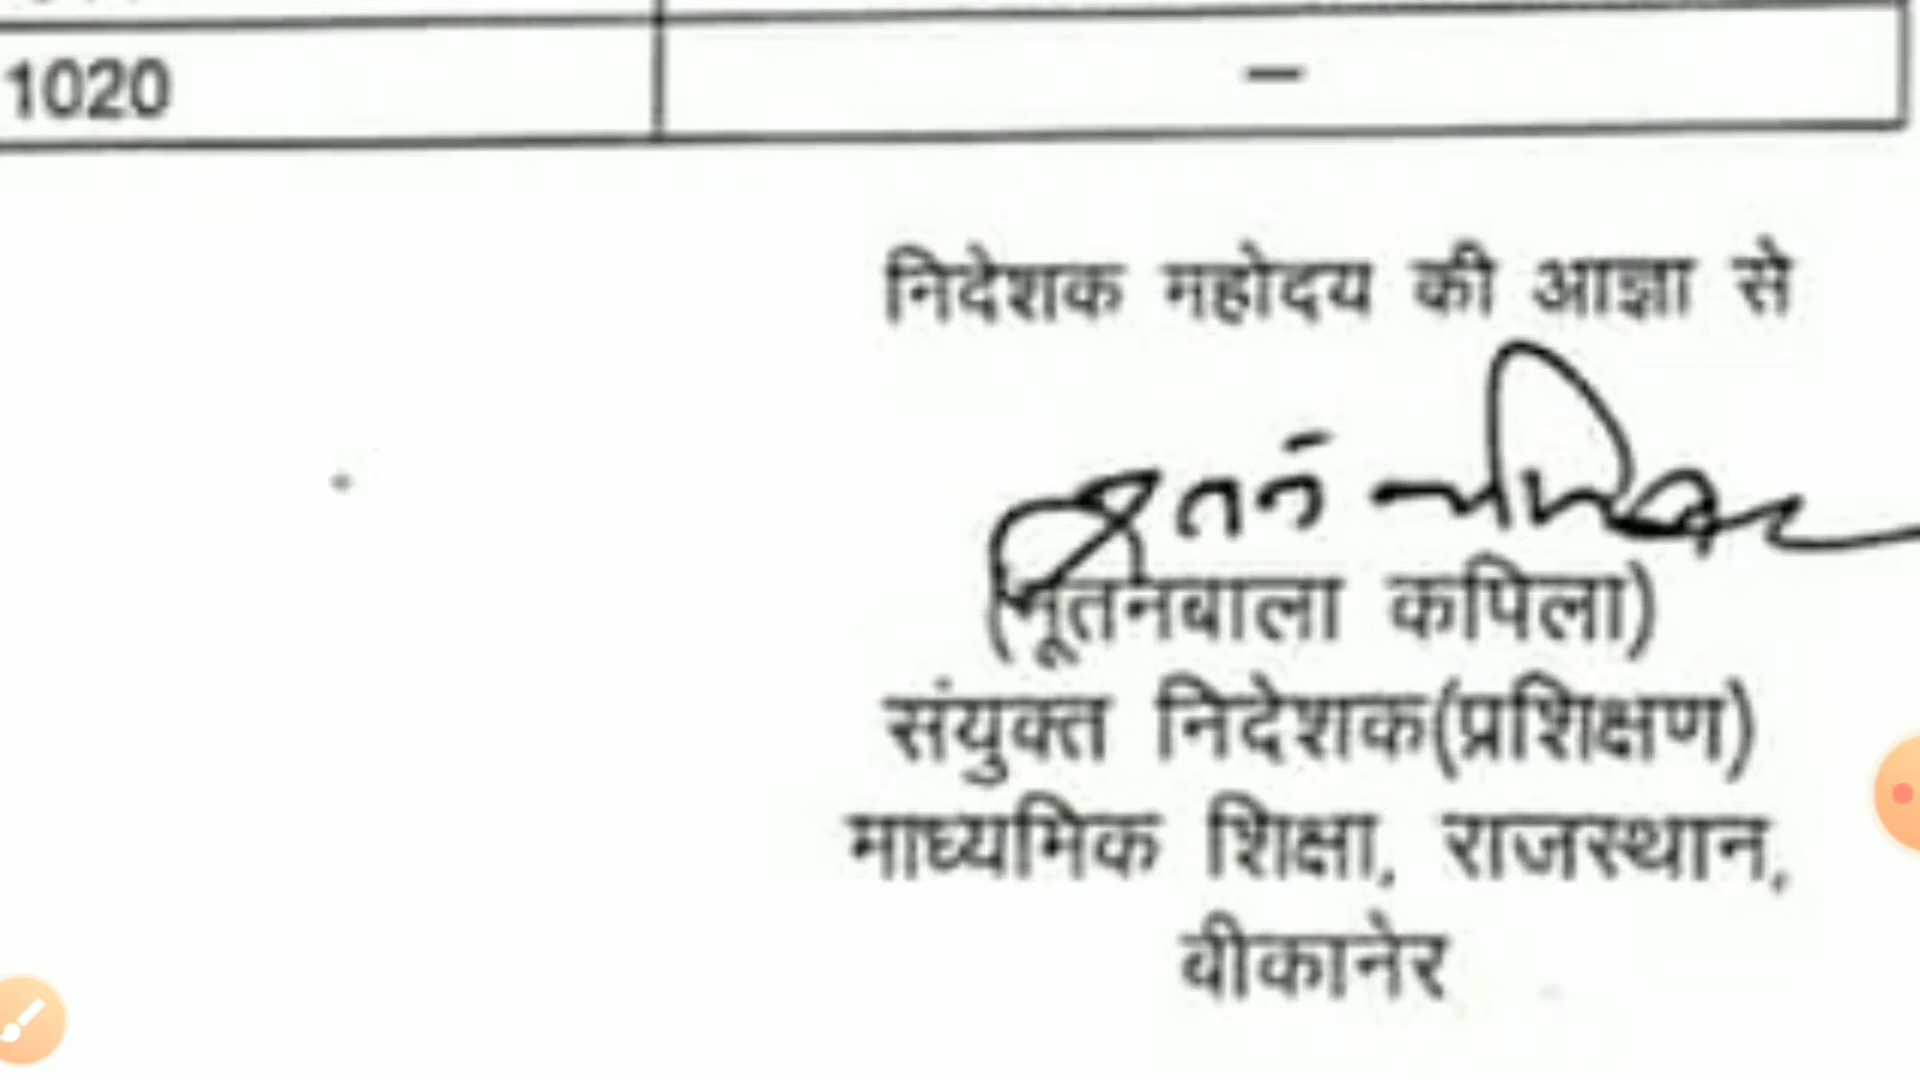 1020 –
निदेशक महोदय की आज्ञा से
(नूतनबाला कपिला)
संयुक्त निदेशक(प्रशिक्षण)
माध्यमिक शिक्षा, राजस्थान,
बीकानेर